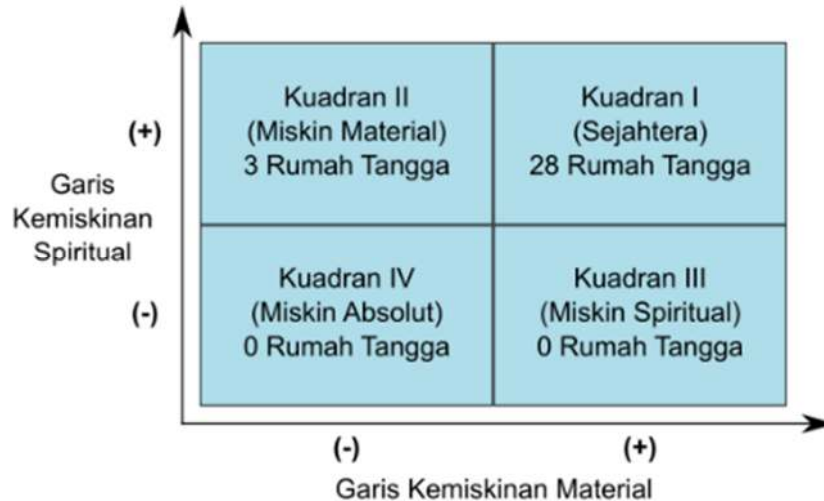 Kuadran II
(Miskin Material)
3 Rumah Tangga
Kuadran I
(Sejahtera)
28 Rumah Tangga
(+)
Garis
Kemiskinan
Spiritual
(-)
Kuadran IV
(Miskin Absolut)
0 Rumah Tangga
Kuadran III
(Miskin Spiritual)
0 Rumah Tangga
(-)
(+)
Garis Kemiskinan Material